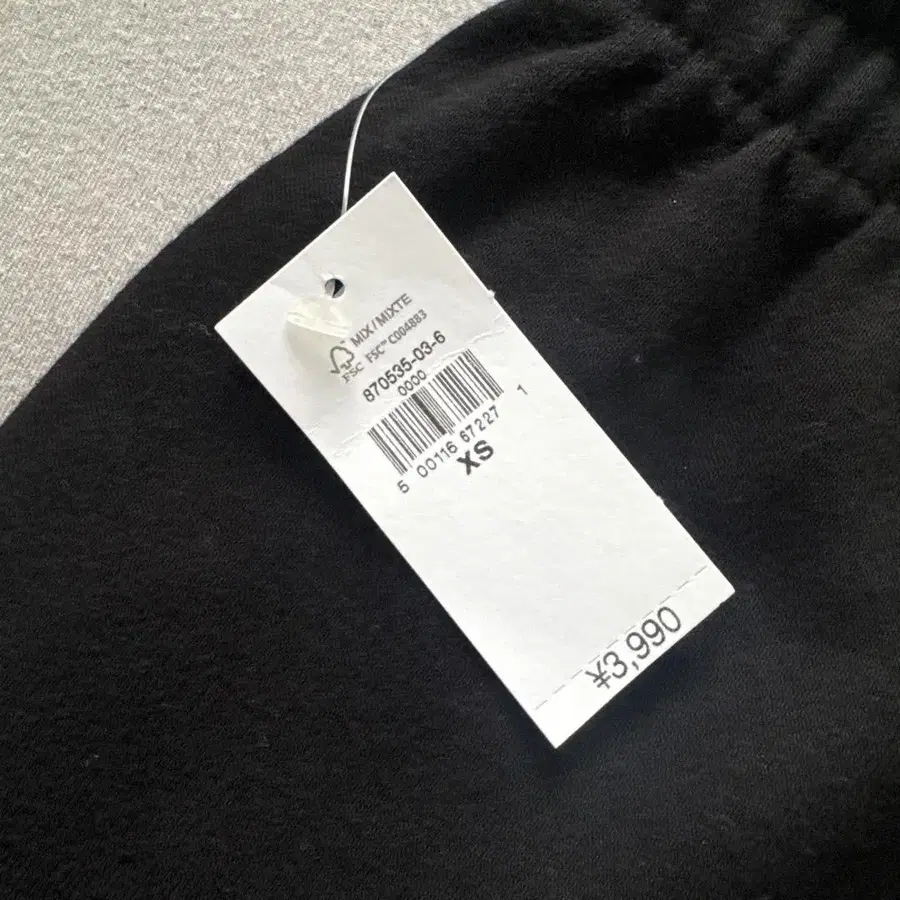 MIX/MIXTE
FSC FSC™ C004883
870535-03-6
0000
5 00116 67227 1
XS
¥3,990